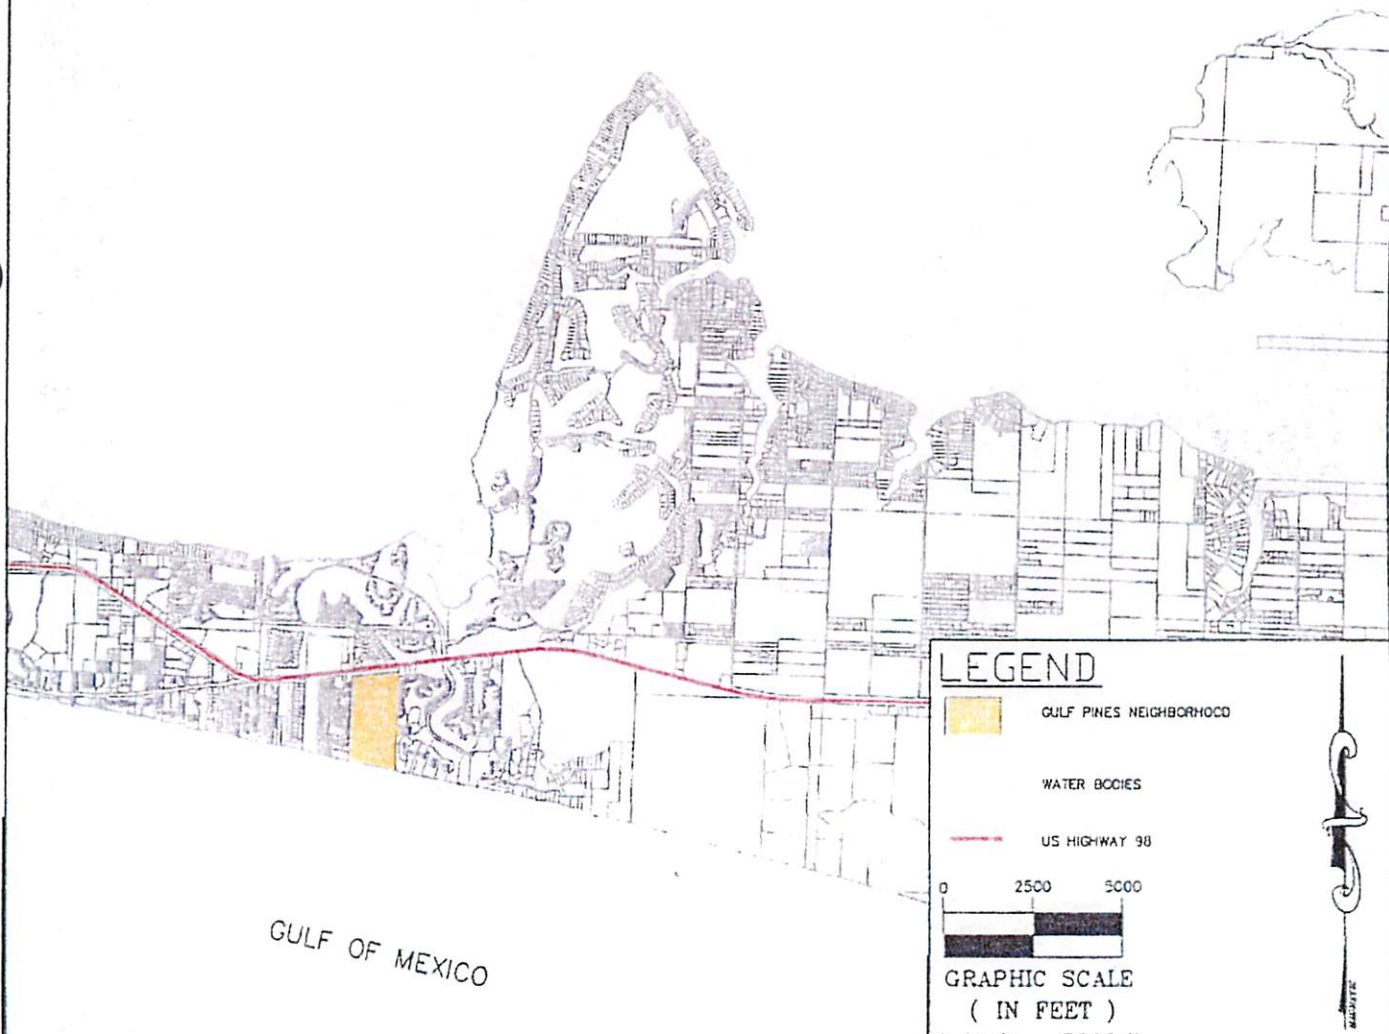 LEGEND
GULF PINES NEIGHBORHOOD
WATER BODIES
US HIGHWAY 98
0 2500 5000
GRAPHIC SCALE
( IN FEET )
GULF OF MEXICO